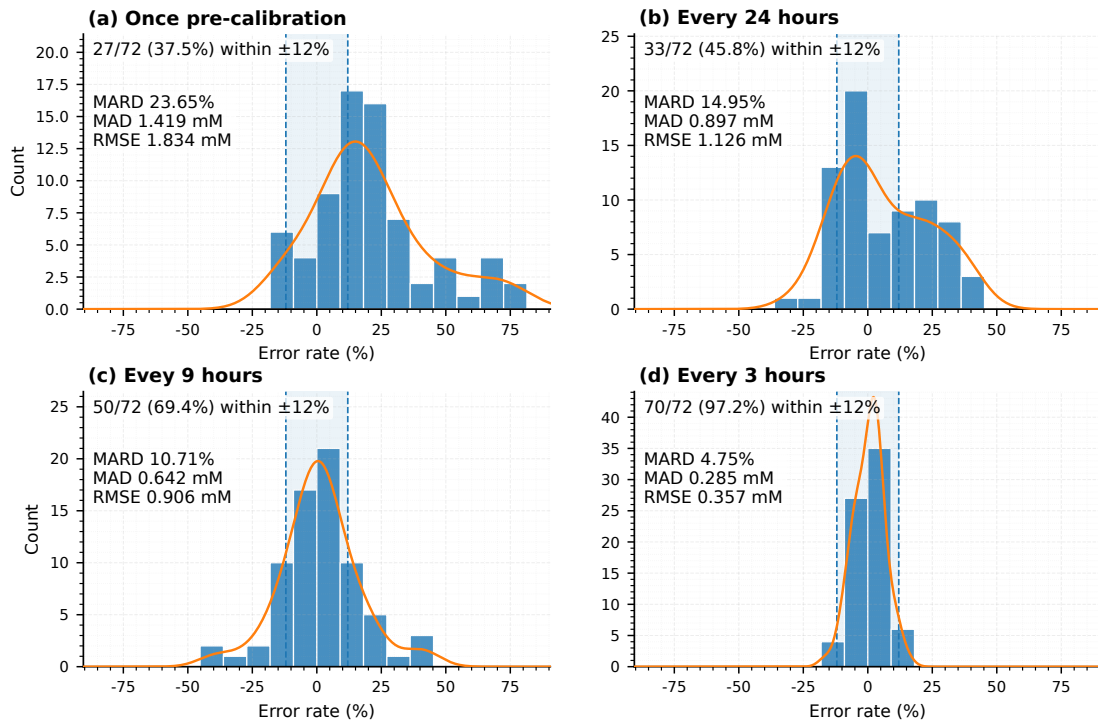 (a) Once pre-calibration
27/72 (37.5%) within ±12%
MARD 23.65%
MAD 1.419 mM
RMSE 1.834 mM
20.0
17.5
15.0
12.5
10.0
7.5
5.0
2.5
0.0
Count
-75 -50 -25 0 25 50 75
Error rate (%)
(b) Every 24 hours
33/72 (45.8%) within ±12%
MARD 14.95%
MAD 0.897 mM
RMSE 1.126 mM
25
20
15
10
5
0
-75 -50 -25 0 25 50 75
Error rate (%)
(c) Evey 9 hours
50/72 (69.4%) within ±12%
MARD 10.71%
MAD 0.642 mM
RMSE 0.906 mM
25
20
15
10
5
0
Count
-75 -50 -25 0 25 50 75
Error rate (%)
(d) Every 3 hours
70/72 (97.2%) within ±12%
MARD 4.75%
MAD 0.285 mM
RMSE 0.357 mM
40
35
30
25
20
15
10
5
0
-75 -50 -25 0 25 50 75
Error rate (%)